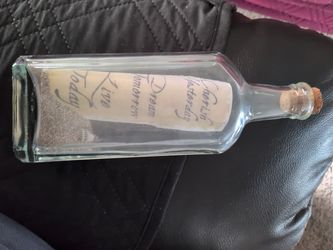 Cherish
Yesterday
Dream
Tomorrow
Live
Today